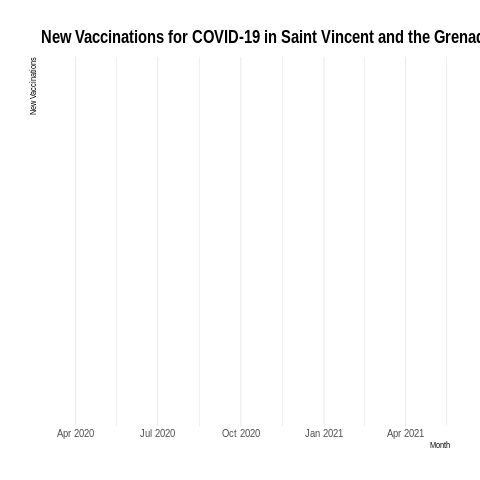 New Vaccinations for COVID-19 in Saint Vincent and the Grenad
New Vaccinations
Apr 2020 Jul 2020 Oct 2020 Jan 2021 Apr 2021
Month